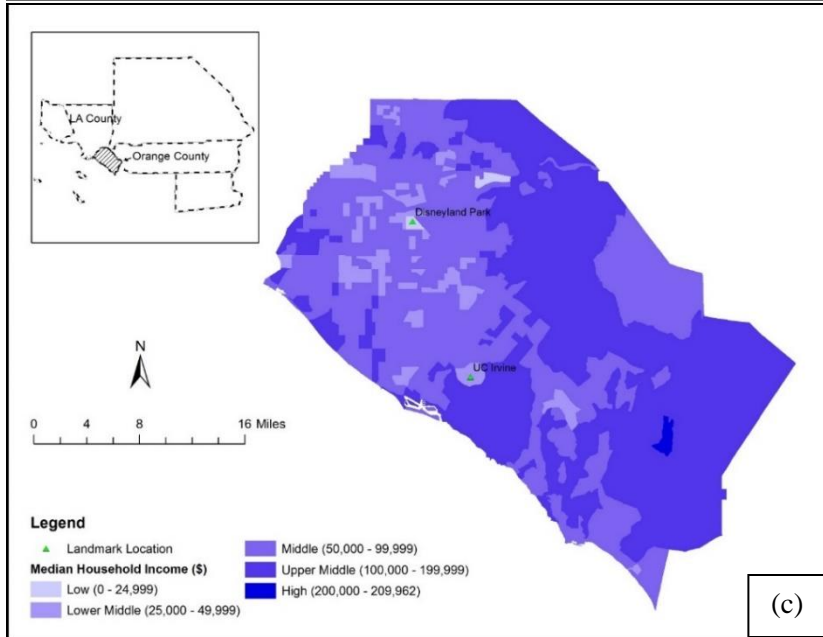 LA County
Orange County
Disneyland Park
UC Irvine
N
0 4 8 16 Miles
Legend
Landmark Location
Median Household Income ($)
Low (0 - 24,999)
Lower Middle (25,000 - 49,999)
Middle (50,000 - 99,999)
Upper Middle (100,000 - 199,999)
High (200,000 - 209,962)
(c)